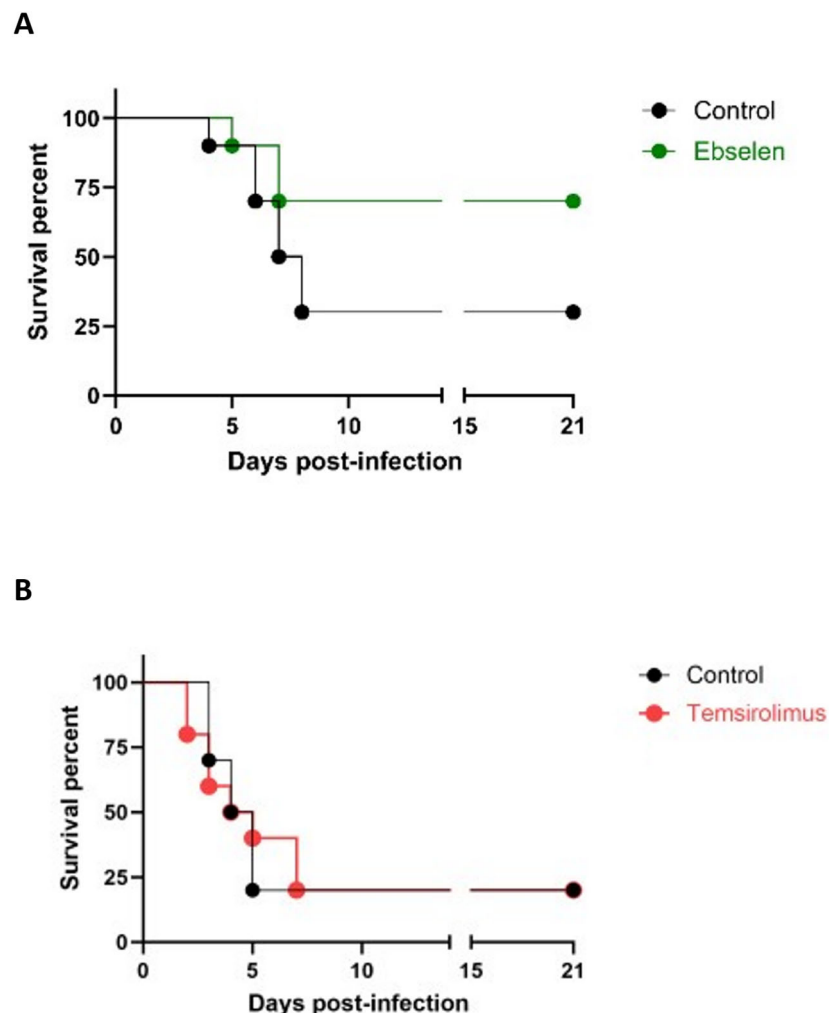 A
Survival percent
100
75
50
25
0
0 5 10 15 21
Days post-infection
Control
Ebselen
B
Survival percent
100
75
50
25
0
0 5 10 15 21
Days post-infection
Control
Temsirolimus